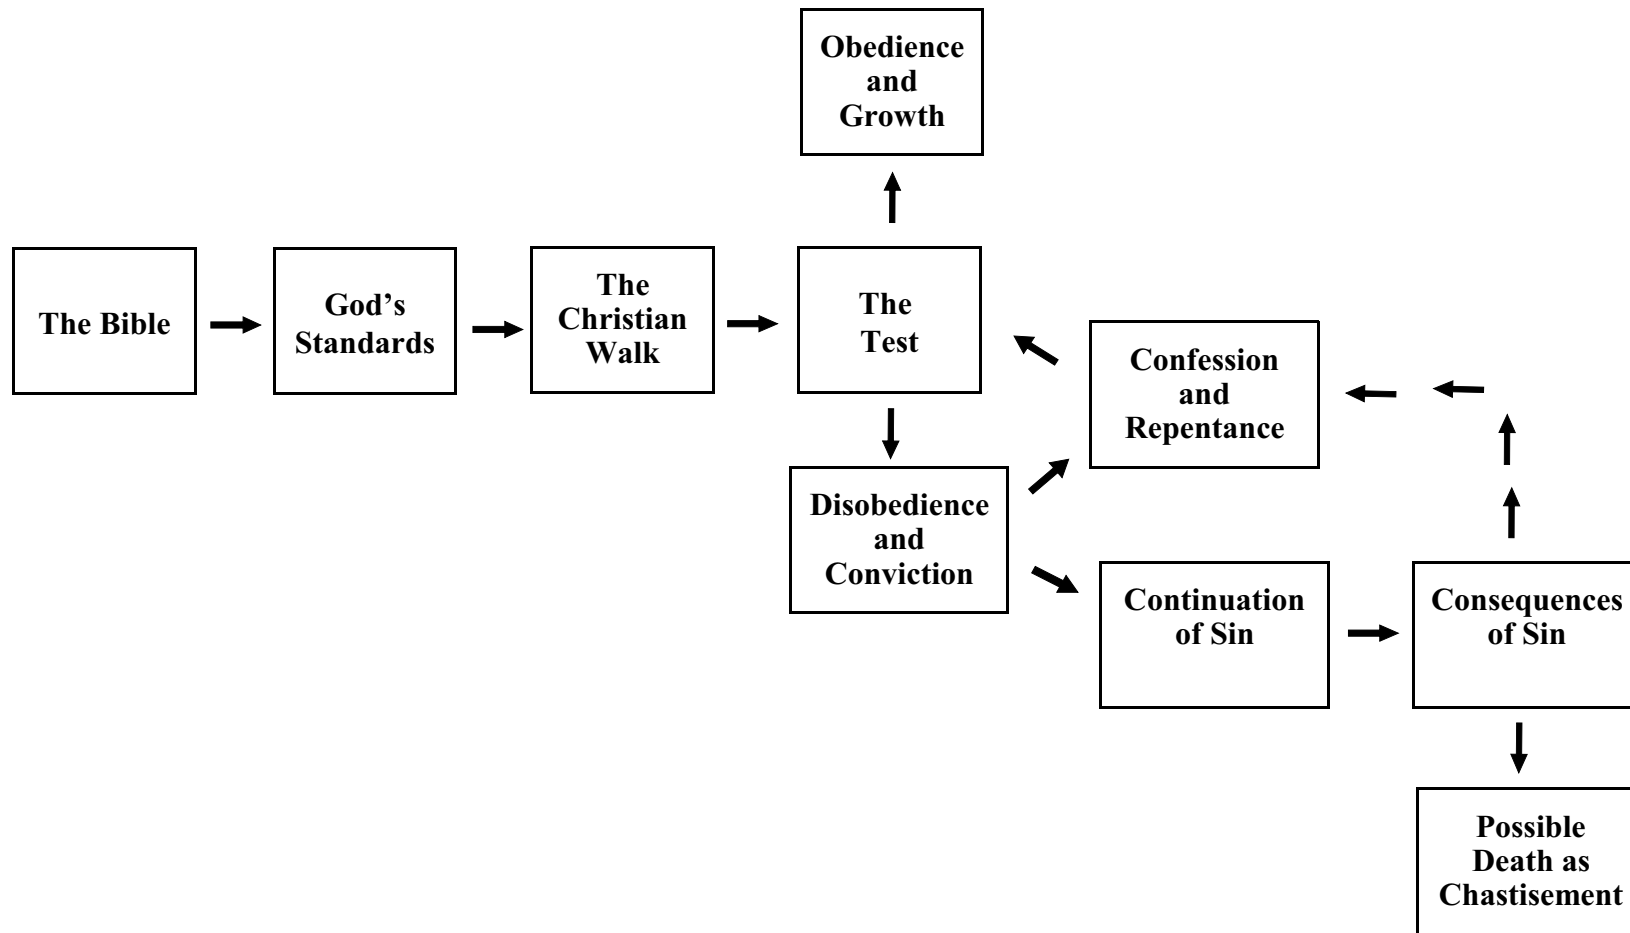 Obedience
and
Growth
The Bible
God’s
Standards
The
Christian
Walk
The
Test
Confession
and
Repentance
Disobedience
and
Conviction
Continuation
of Sin
Consequences
of Sin
Possible
Death as
Chastisement